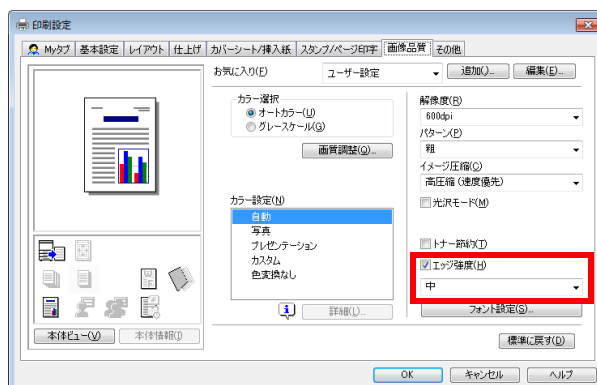 印刷設定
Myタブ 基本設定 レイアウト 仕上げ カバーシート/挿入紙 スタンプ/ページ印字 画像品質 その他
お気に入り(F) ユーザー設定 追加()... 編集(E)...
カラー選択
オートカラー(U)
グレースケール(G)
画質調整(Q)...
カラー設定(N)
自動
写真
プレゼンテーション
カスタム
色変換なし
詳細(L)...
解像度(R)
600dpi
パターン(P)
粗
イメージ圧縮(C)
高圧縮 (速度優先)
光沢モード(M)
トナー節約(T)
エッジ強度(H)
中
フォント設定(S)...
本体ビュー(V) 本体情報(I)
標準に戻す(D)
OK キャンセル ヘルプ